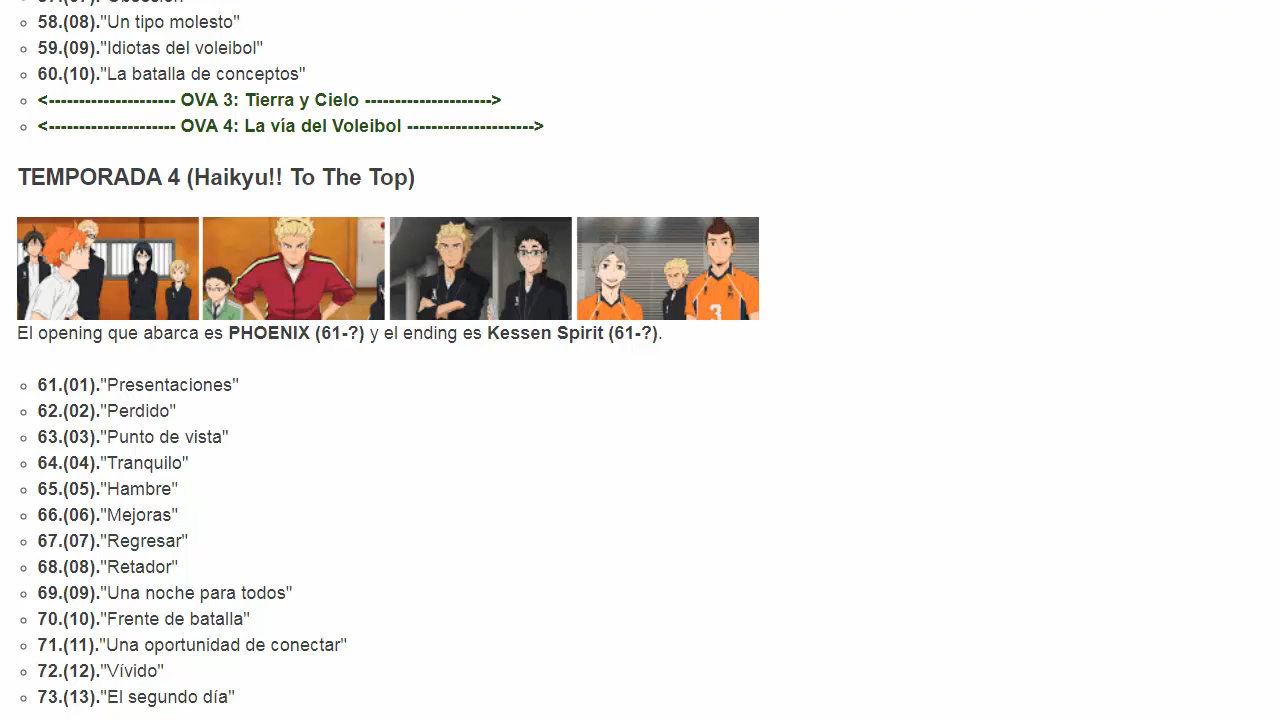 58.(08)."Un tipo molesto"
59.(09)."Idiotas del voleibol"
60.(10)."La batalla de conceptos"
<--------------------- OVA 3: Tierra y Cielo --------------------->
<--------------------- OVA 4: La vía del Voleibol --------------------->
TEMPORADA 4 (Haikyu!! To The Top)
El opening que abarca es PHOENIX (61-?) y el ending es Kessen Spirit (61-?).
61.(01)."Presentaciones"
62.(02)."Perdido"
63.(03)."Punto de vista"
64.(04)."Tranquilo"
65.(05)."Hambre"
66.(06)."Mejoras"
67.(07)."Regresar"
68.(08)."Retador"
69.(09)."Una noche para todos"
70.(10)."Frente de batalla"
71.(11)."Una oportunidad de conectar"
72.(12)."Vívido"
73.(13)."El segundo día"